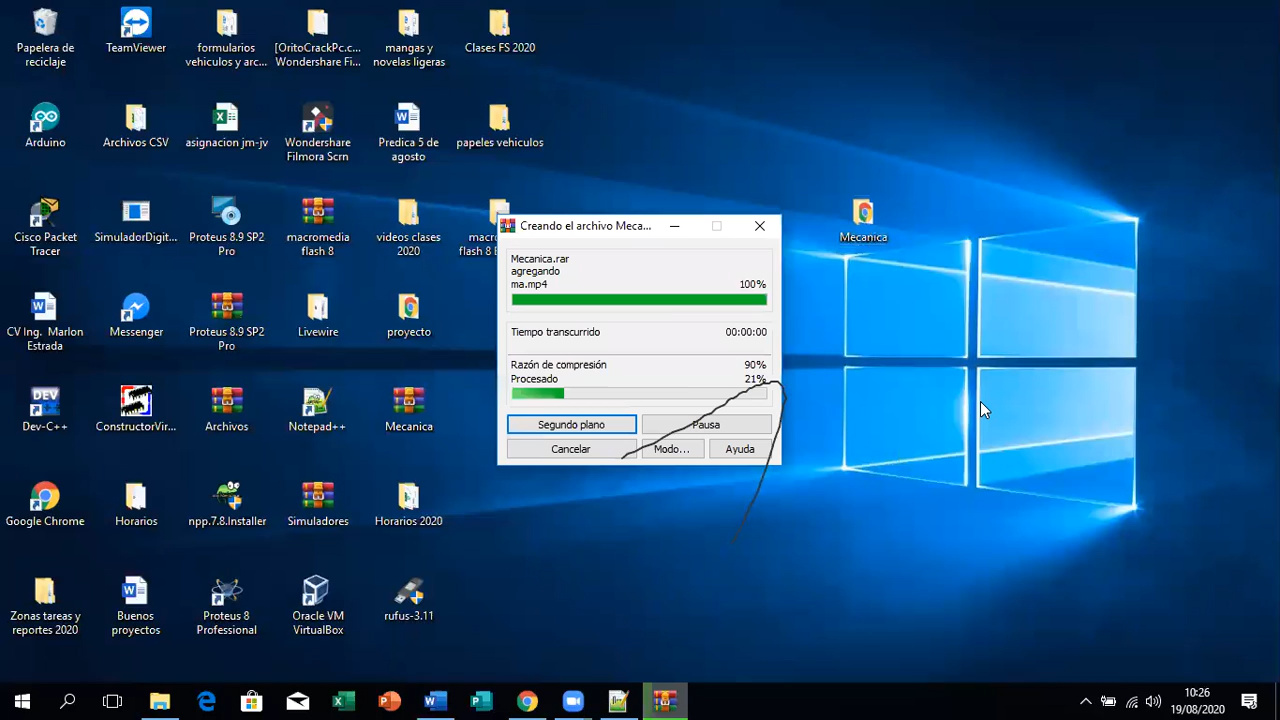 Papelera de
reciclaje
TeamViewer
formularios
vehiculos y arc...
[OritoCrackPc.c...
Wondershare Fi...
mangas y
novelas ligeras
Clases FS 2020
Arduino
Archivos CSV
asignacion jm-jv
Wondershare
Filmora Scrn
Predica 5 de
agosto
papeles vehiculos
Cisco Packet
Tracer
SimuladorDigit...
Proteus 8.9 SP2
Pro
macromedia
flash 8
videos clases
2020
macro
flash 8
Mecanica
Creando el archivo Meca...
Mecanica.rar
agregando
ma.mp4 100%
Tiempo transcurrido 00:00:00
Razón de compresión 90%
Procesado 21%
Segundo plano
Pausa
Cancelar
Modo...
Ayuda
CV Ing. Marlon
Estrada
Messenger
Proteus 8.9 SP2
Pro
Livewire
proyecto
DEV
Dev-C++
ConstructorVir...
Archivos
Notepad++
Mecanica
Google Chrome
Horarios
npp.7.8.Installer
Simuladores
Horarios 2020
Zonas tareas y
reportes 2020
Buenos
proyectos
Proteus 8
Professional
Oracle VM
VirtualBox
rufus-3.11
10:26
19/08/2020